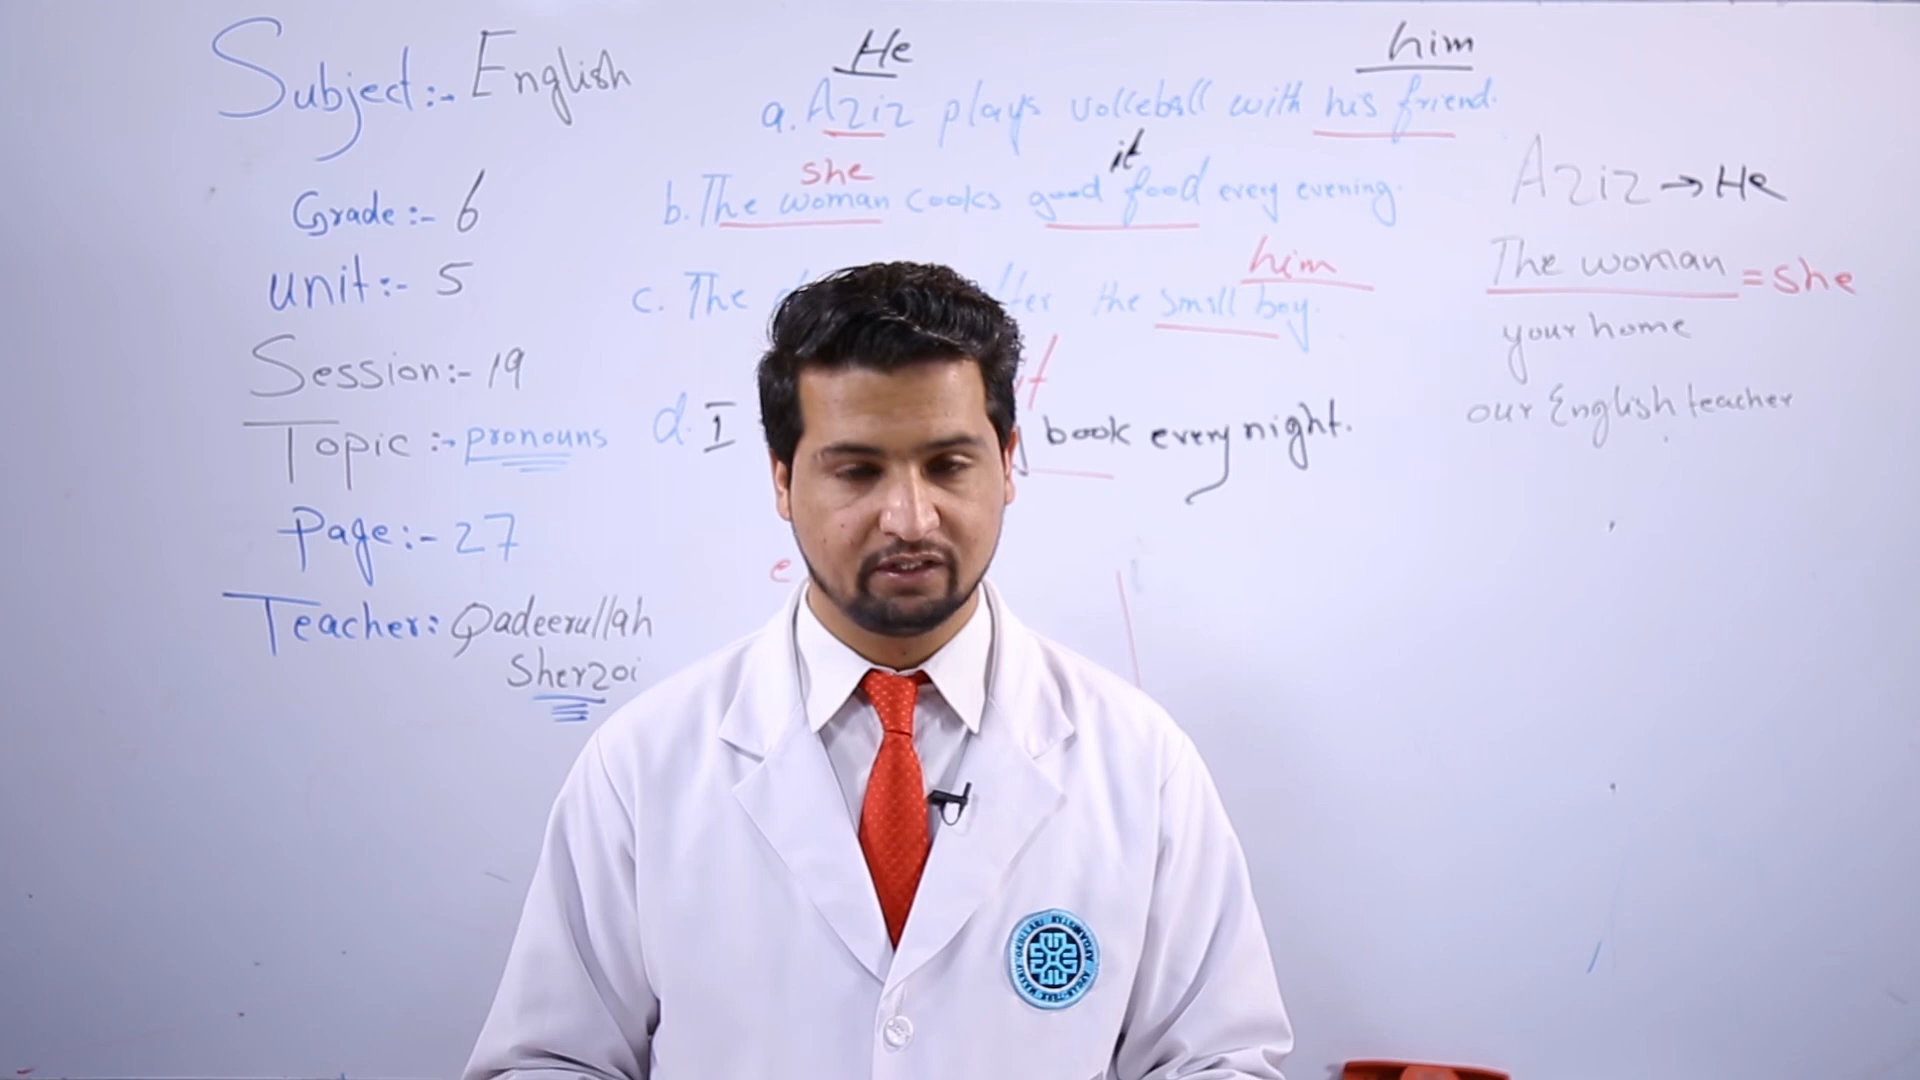 Subject:- English
Grade:- 6
unit:- 5
Session:- 19
Topic:- pronouns
Page:- 27
Teacher: Qadeerullah
Sherzoi
He him
a. Aziz plays volleball with his friend.
she it
b. The woman cooks good food every evening.
him
c. The the small boy.
it
d. I book every night.
Aziz → He
The woman = she
your home
our English teacher